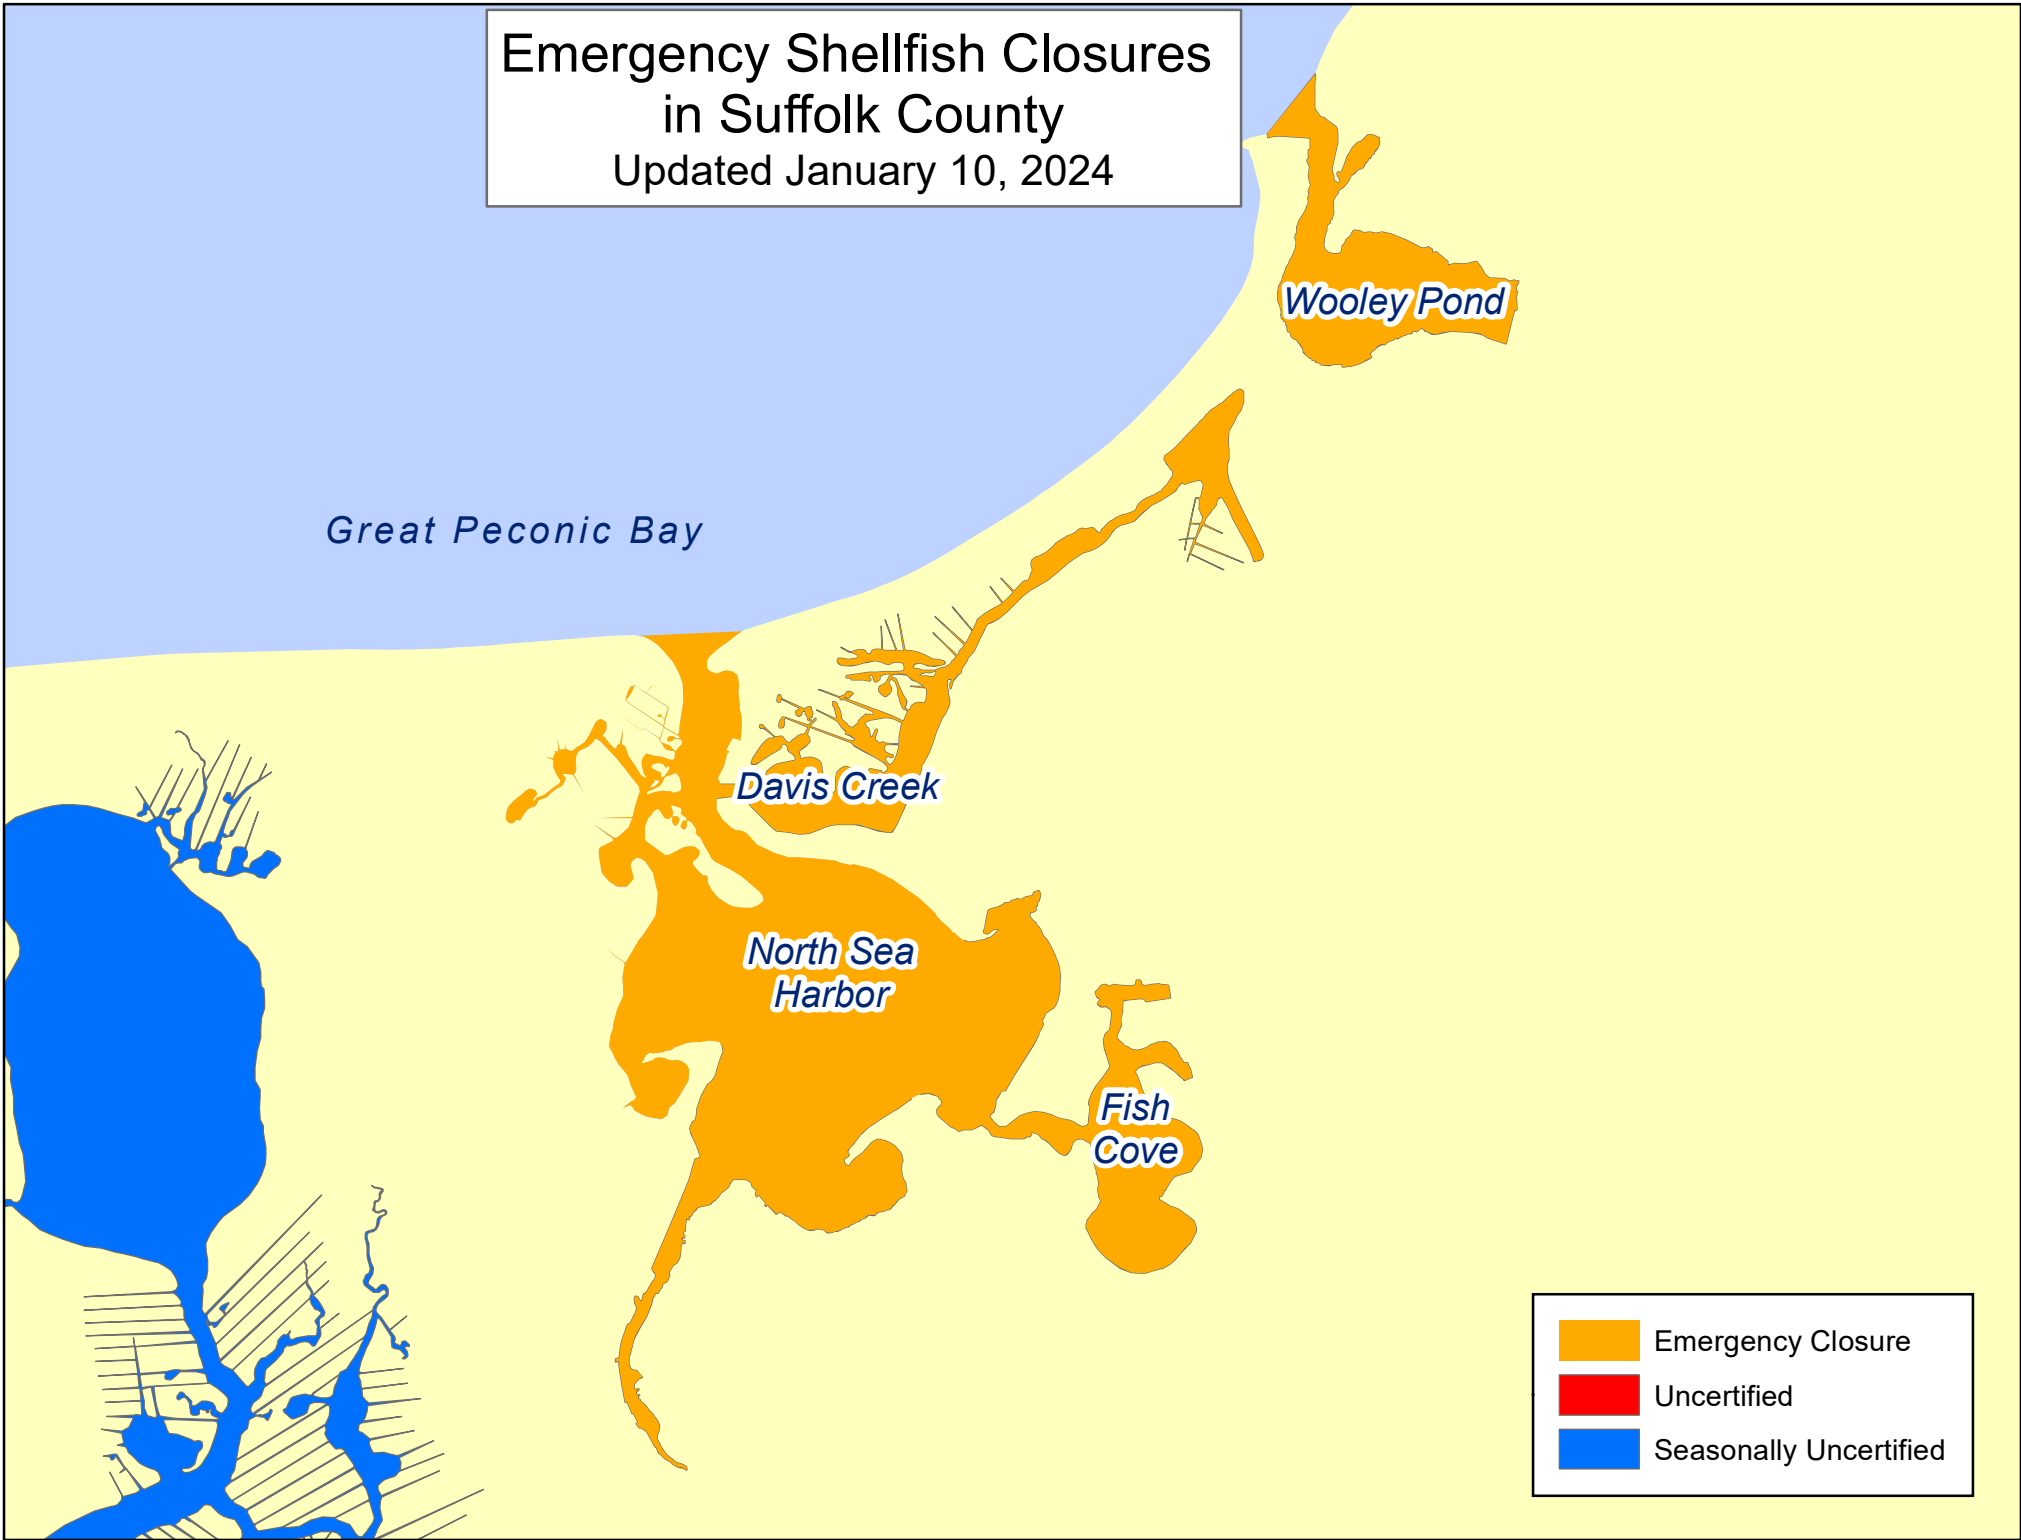 Emergency Shellfish Closures
in Suffolk County
Updated January 10, 2024
Wooley Pond
Great Peconic Bay
Davis Creek
North Sea
Harbor
Fish
Cove
Emergency Closure
Uncertified
Seasonally Uncertified